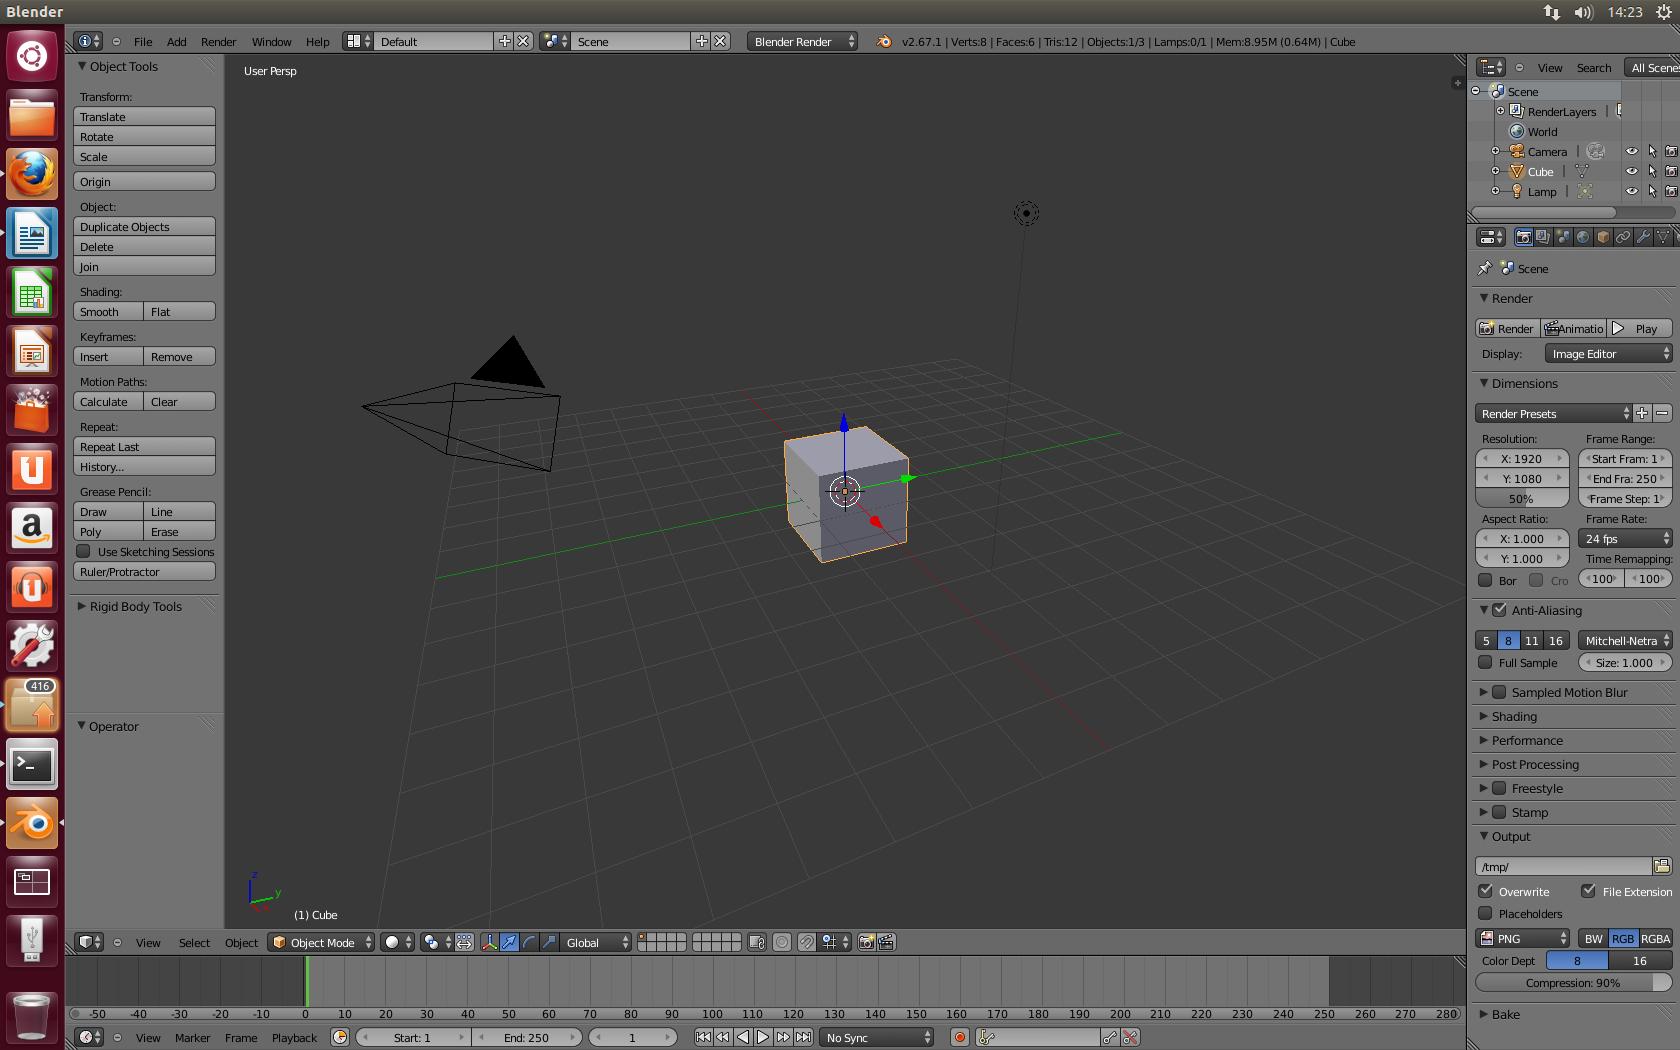 Blender
14:23
File Add Render Window Help Default Scene Blender Render v2.67.1 | Verts:8 | Faces:6 | Tris:12 | Objects:1/3 | Lamps:0/1 | Mem:8.95M (0.64M) | Cube
Object Tools
Transform:
Translate
Rotate
Scale
Origin
Object:
Duplicate Objects
Delete
Join
Shading:
Smooth Flat
Keyframes:
Insert Remove
Motion Paths:
Calculate Clear
Repeat:
Repeat Last
History...
Grease Pencil:
Draw Line
Poly Erase
Use Sketching Sessions
Ruler/Protractor
Rigid Body Tools
416
Operator
User Persp
z
y
x
(1) Cube
View Select Object Object Mode Global
-50 -40 -30 -20 -10 0 10 20 30 40 50 60 70 80 90 100 110 120 130 140 150 160 170 180 190 200 210 220 230 240 250 260 270 280
View Marker Frame Playback Start: 1 End: 250 1 No Sync
View Search All Scene
Scene
RenderLayers |
World
Camera |
Cube |
Lamp |
Scene
Render
Render Animatio Play
Display: Image Editor
Dimensions
Render Presets
Resolution: Frame Range:
X: 1920 Start Fram: 1
Y: 1080 End Fra: 250
50% Frame Step: 1
Aspect Ratio: Frame Rate:
X: 1.000 24 fps
Y: 1.000 Time Remapping:
Bor Cro 100 100
Anti-Aliasing
5 8 11 16 Mitchell-Netra
Full Sample Size: 1.000
Sampled Motion Blur
Shading
Performance
Post Processing
Freestyle
Stamp
Output
/tmp/
Overwrite File Extension
Placeholders
PNG BW RGB RGBA
Color Dept 8 16
Compression: 90%
Bake